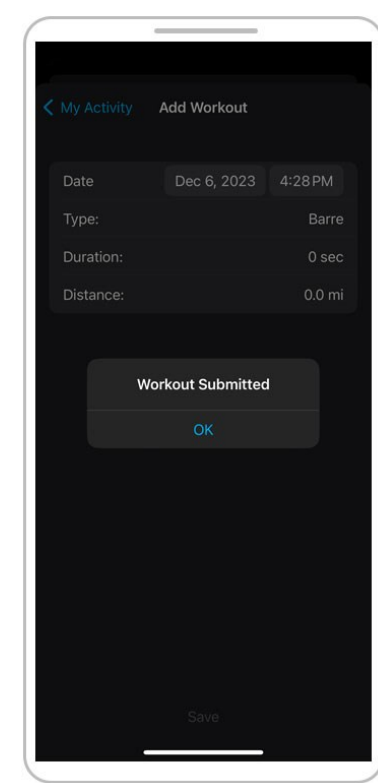 My Activity Add Workout
Date Dec 6, 2023 4:28 PM
Type: Barre
Duration: 0 sec
Distance: 0.0 mi
Workout Submitted
OK
Save